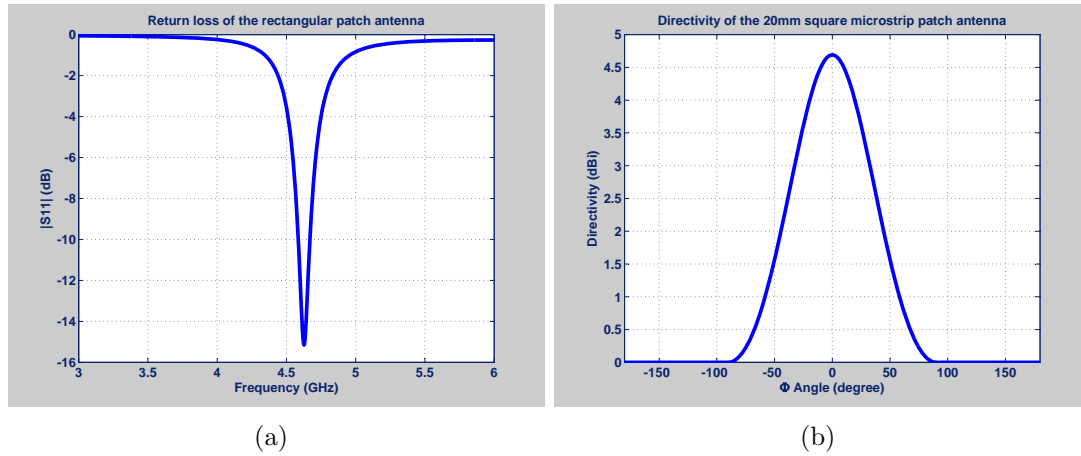 Return loss of the rectangular patch antenna
0
-2
-4
-6
-8
-10
-12
-14
-16
|S11| (dB)
3 3.5 4 4.5 5 5.5 6
Frequency (GHz)
(a)
Directivity of the 20mm square microstrip patch antenna
5
4.5
4
3.5
3
2.5
2
1.5
1
0.5
0
Directivity (dBi)
-150 -100 -50 0 50 100 150
Φ Angle (degree)
(b)